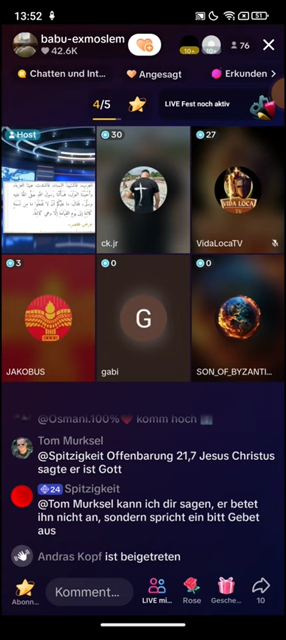 13:52
51
babu-exmoslem
42.6K
10+
76
Chatten und Int...
Angesagt
Erkunden
4/5
LIVE Fest noch aktiv
Host
30
27
ck.jr
VIDA LOCA
VidaLocaTV
3
0
0
G
JAKOBUS
gabi
SON_OF_BYZANTI...
@Osmani.100% komm hoch
Tom Murksel
@Spitzigkeit Offenbarung 21,7 Jesus Christus
sagte er ist Gott
24 Spitzigkeit
@Tom Murksel kann ich dir sagen, er betet
ihn nicht an, sondern spricht ein bitt Gebet
aus
Andras Kopf ist beigetreten
Abonn...
Kommentar...
LIVE mi...
Rose
Gesche...
10